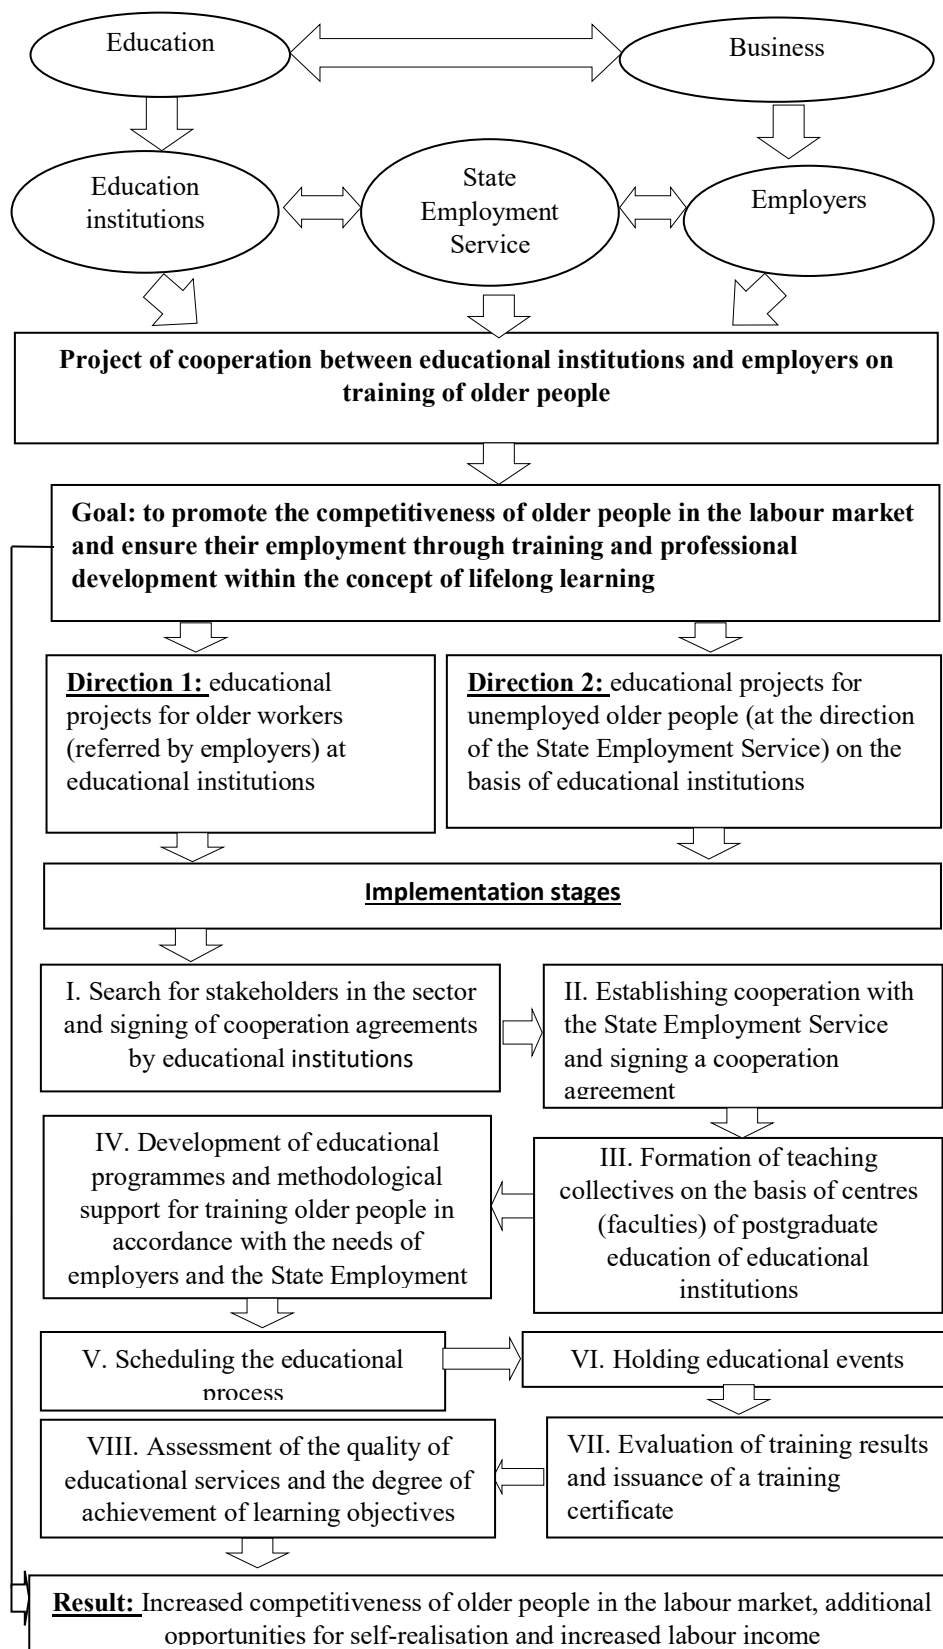 Education
Business
Education
institutions
State
Employment
Service
Employers
Project of cooperation between educational institutions and employers on
training of older people
Goal: to promote the competitiveness of older people in the labour market
and ensure their employment through training and professional
development within the concept of lifelong learning
Direction 1: educational
projects for older workers
(referred by employers) at
educational institutions
Direction 2: educational projects for
unemployed older people (at the direction
of the State Employment Service) on the
basis of educational institutions
Implementation stages
I. Search for stakeholders in the sector
and signing of cooperation agreements
by educational institutions
II. Establishing cooperation with
the State Employment Service
and signing a cooperation
agreement
III. Formation of teaching
collectives on the basis of centres
(faculties) of postgraduate
education of educational
institutions
IV. Development of educational
programmes and methodological
support for training older people in
accordance with the needs of
employers and the State Employment
V. Scheduling the educational
process
VI. Holding educational events
VII. Evaluation of training results
and issuance of a training
certificate
VIII. Assessment of the quality of
educational services and the degree of
achievement of learning objectives
Result: Increased competitiveness of older people in the labour market, additional
opportunities for self-realisation and increased labour income